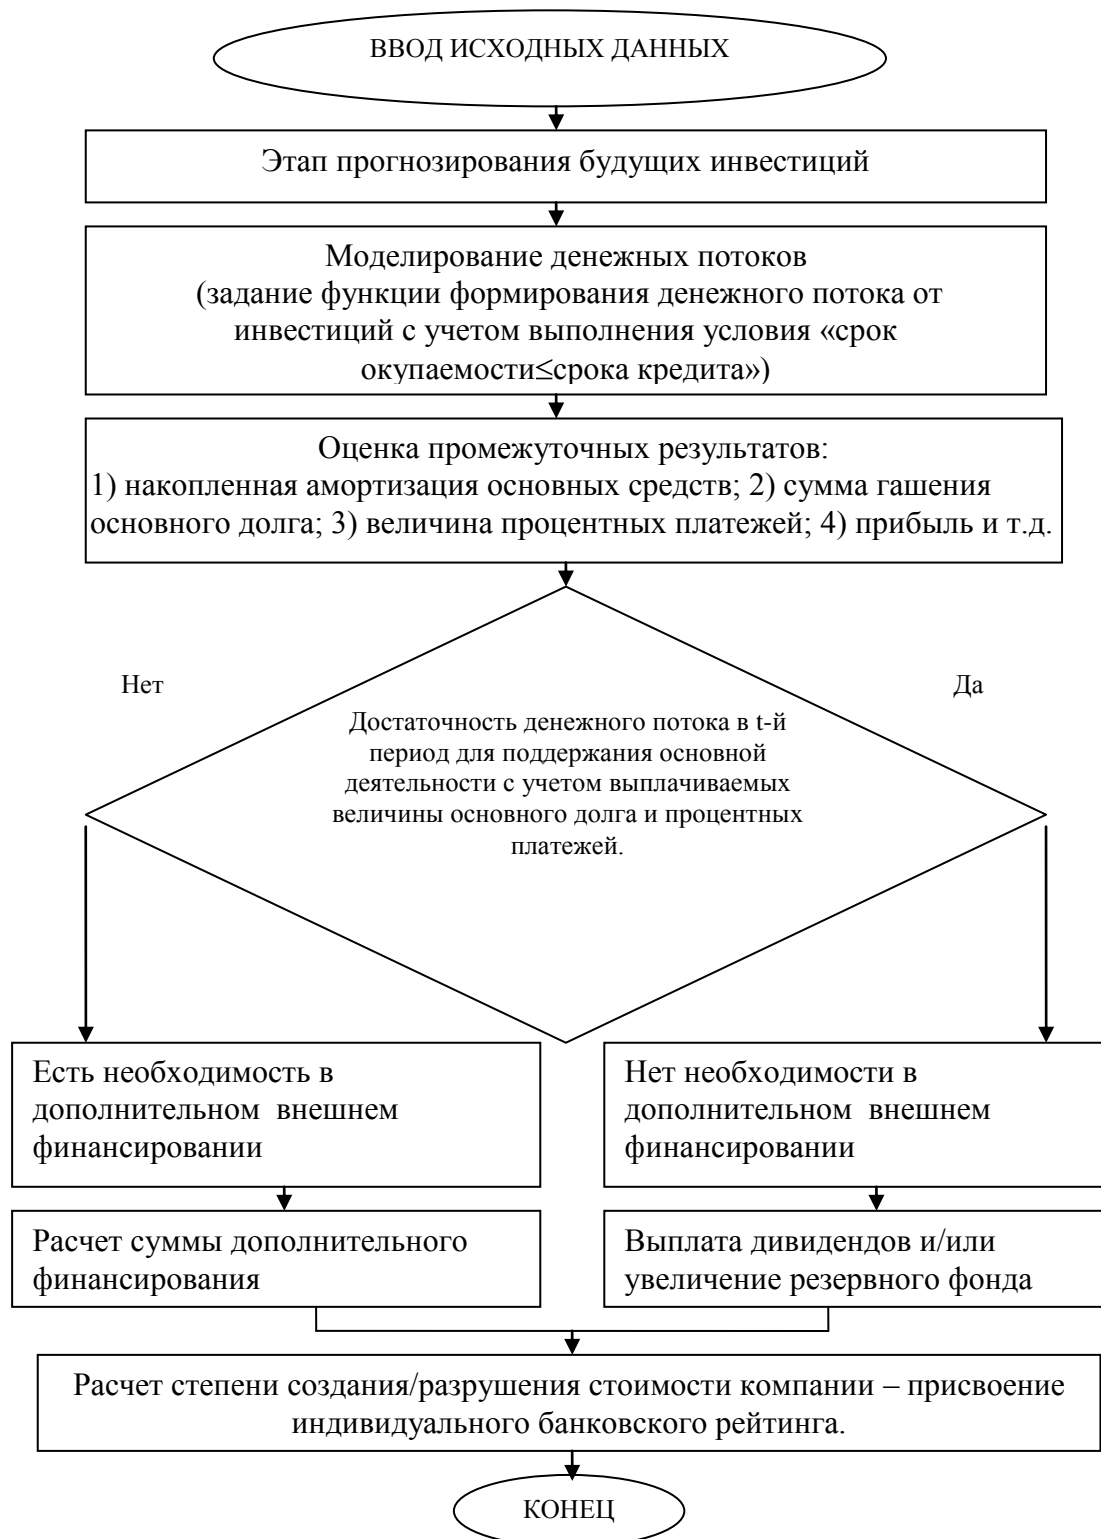 ВВОД ИСХОДНЫХ ДАННЫХ
Этап прогнозирования будущих инвестиций
Моделирование денежных потоков
(задание функции формирования денежного потока от
инвестиций с учетом выполнения условия «срок
окупаемости≤срока кредита»)
Оценка промежуточных результатов:
1) накопленная амортизация основных средств; 2) сумма гашения
основного долга; 3) величина процентных платежей; 4) прибыль и т.д.
Нет
Да
Достаточность денежного потока в t-й
период для поддержания основной
деятельности с учетом выплачиваемых
величины основного долга и процентных
платежей.
Есть необходимость в
дополнительном внешнем
финансировании
Нет необходимости в
дополнительном внешнем
финансировании
Расчет суммы дополнительного
финансирования
Выплата дивидендов и/или
увеличение резервного фонда
Расчет степени создания/разрушения стоимости компании – присвоение
индивидуального банковского рейтинга.
КОНЕЦ